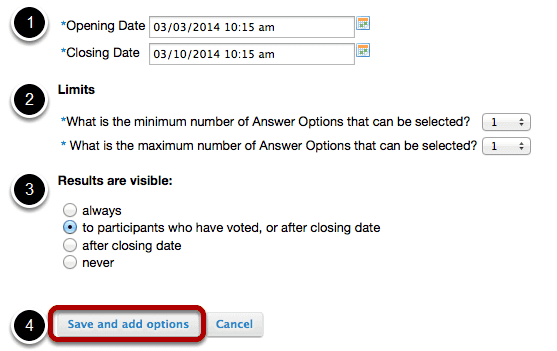 1 *Opening Date 03/03/2014 10:15 am
*Closing Date 03/10/2014 10:15 am
2 Limits
*What is the minimum number of Answer Options that can be selected? 1
* What is the maximum number of Answer Options that can be selected? 1
3 Results are visible:
always
to participants who have voted, or after closing date
after closing date
never
4 Save and add options Cancel